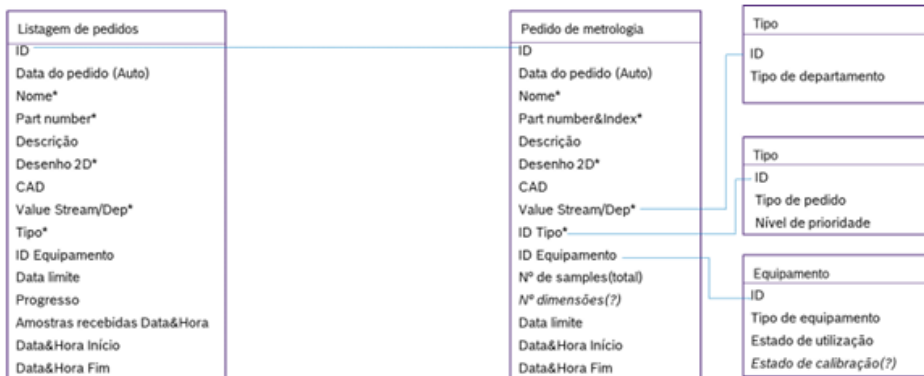 Listagem de pedidos
ID
Data do pedido (Auto)
Nome*
Part number*
Descrição
Desenho 2D*
CAD
Value Stream/Dep*
Tipo*
ID Equipamento
Data limite
Progresso
Amostras recebidas Data&Hora
Data&Hora Início
Data&Hora Fim
Pedido de metrologia
ID
Data do pedido (Auto)
Nome*
Part number&Index*
Descrição
Desenho 2D*
CAD
Value Stream/Dep*
ID Tipo*
ID Equipamento
Nº de samples(total)
Nº dimensões(?)
Data limite
Data&Hora Início
Data&Hora Fim
Tipo
ID
Tipo de departamento
Tipo
ID
Tipo de pedido
Nível de prioridade
Equipamento
ID
Tipo de equipamento
Estado de utilização
Estado de calibração(?)